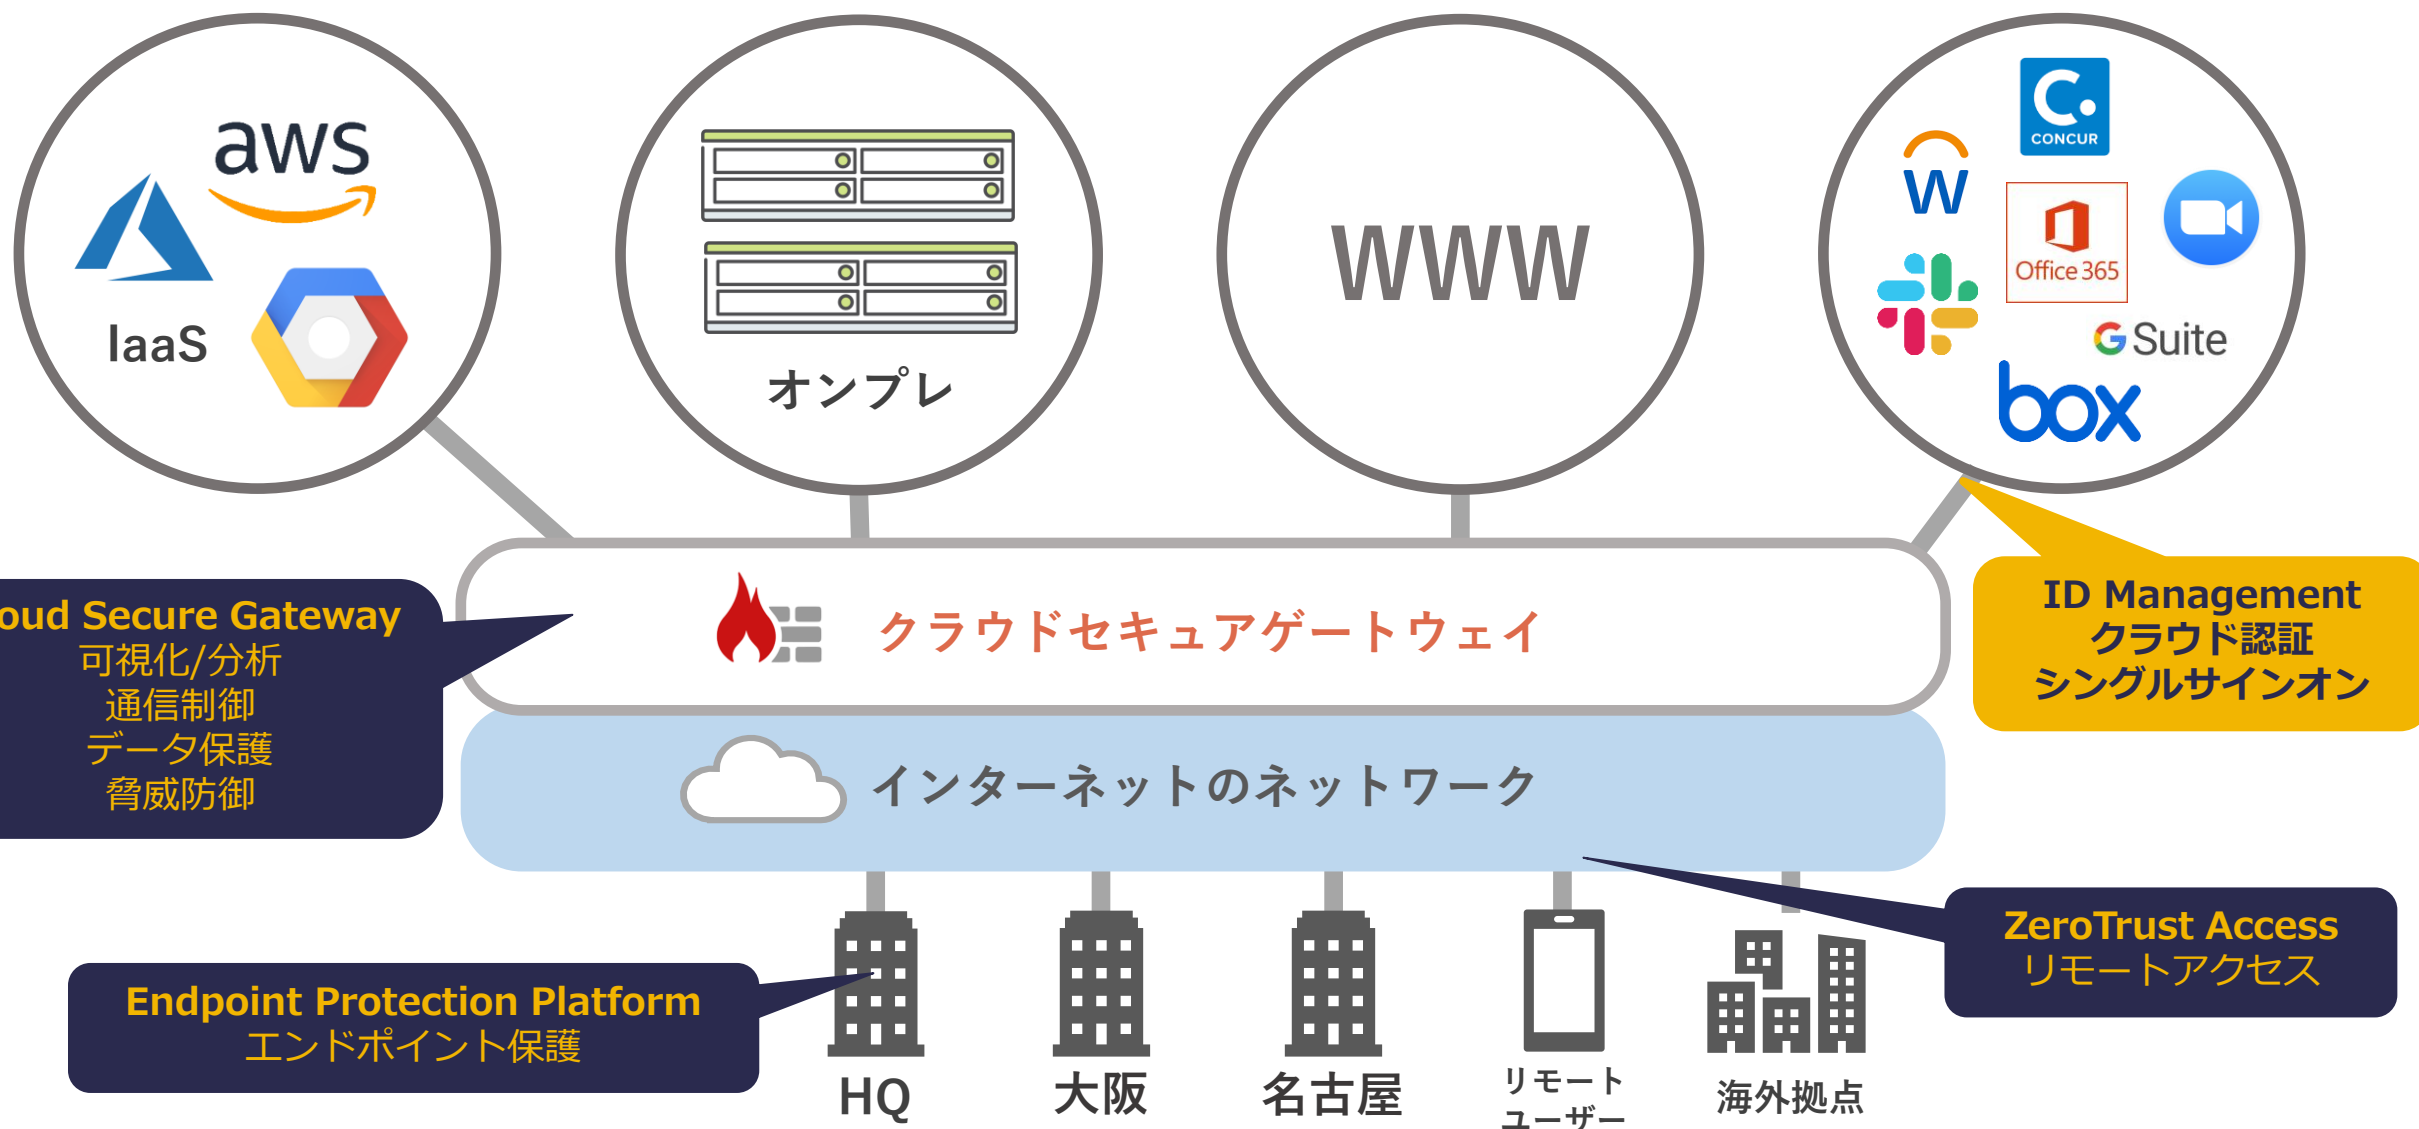 aws
IaaS
オンプレ
WWW
CONCUR
W
Office 365
G Suite
box
oud Secure Gateway
可視化/分析
通信制御
データ保護
脅威防御
クラウドセキュアゲートウェイ
ID Management
クラウド認証
シングルサインオン
インターネットのネットワーク
ZeroTrust Access
リモートアクセス
Endpoint Protection Platform
エンドポイント保護
HQ
大阪
名古屋
リモート
ユーザー
海外拠点